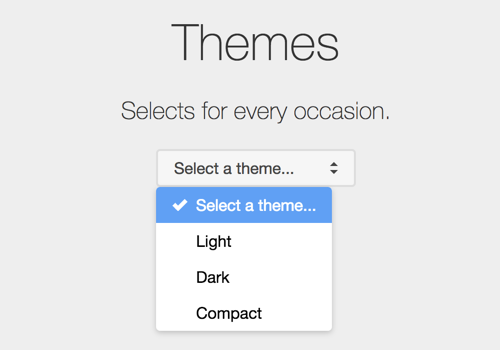 Themes
Selects for every occasion.
Select a theme...
Select a theme...
Light
Dark
Compact